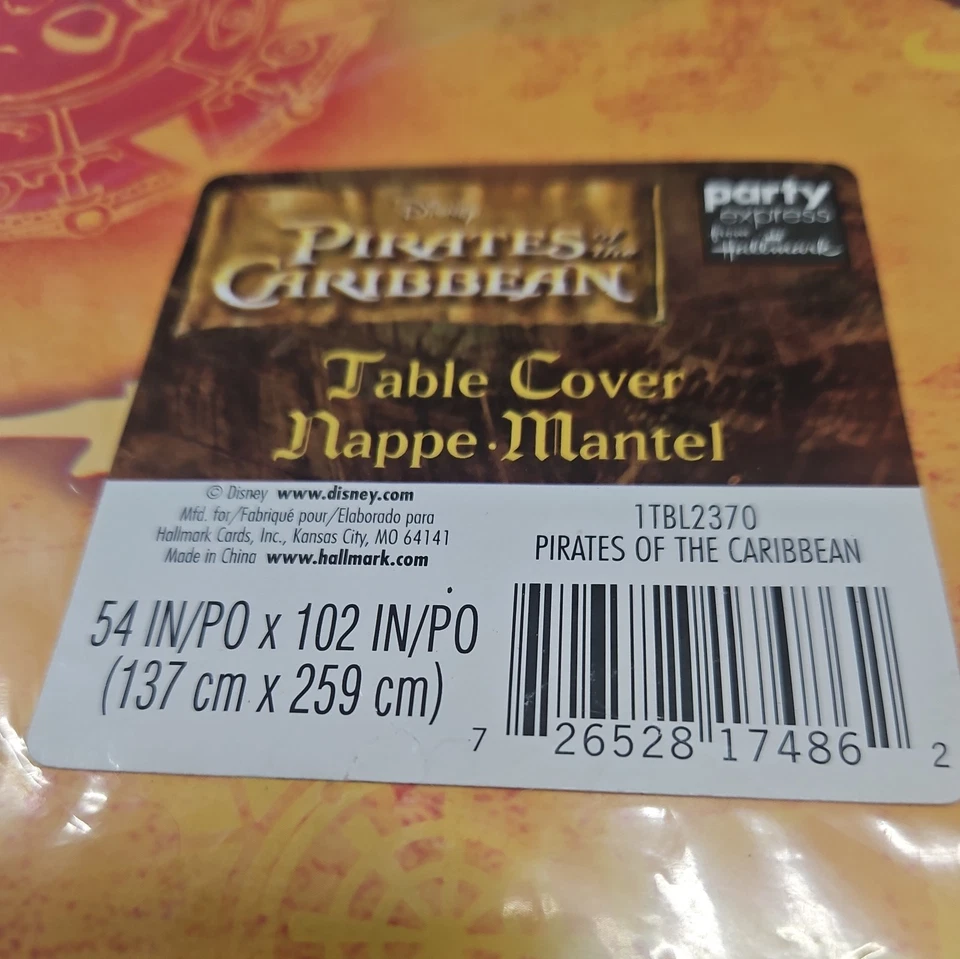 Disney
PIRATES of the
CARIBBEAN
party
express
from
Hallmark
Table Cover
Nappe · Mantel
© Disney www.disney.com
Mfd. for/Fabriqué pour/Elaborado para
Hallmark Cards, Inc., Kansas City, MO 64141
Made in China www.hallmark.com
1TBL2370
PIRATES OF THE CARIBBEAN
54 IN/PO x 102 IN/PO
(137 cm x 259 cm)
7 26528 17486 2